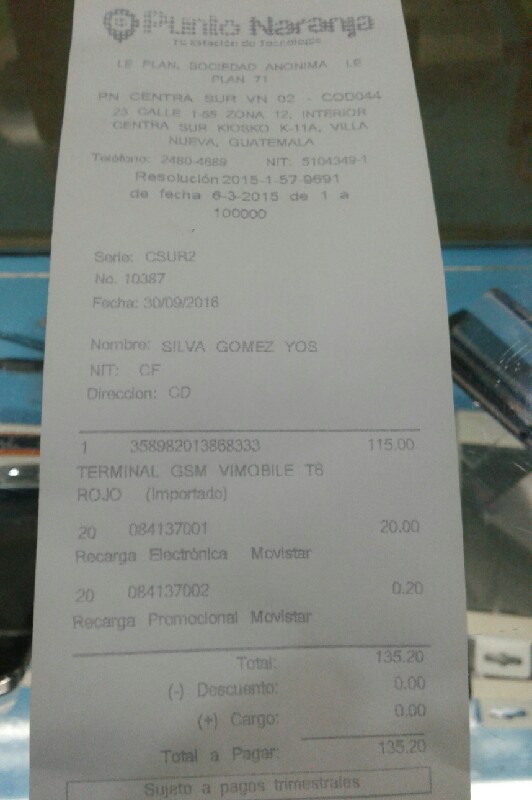 Punto Naranja
Tu Estación de Tecnología
LE PLAN, SOCIEDAD ANONIMA LE
PLAN 71
PN CENTRA SUR VN 02 - COD044
23 CALLE 1-55 ZONA 12, INTERIOR
CENTRA SUR KIOSKO K-11A, VILLA
NUEVA, GUATEMALA
Teléfono: 2480-4689 NIT: 5104349-1
Resolución 2015-1-57-9691
de fecha 6-3-2015 de 1 a
100000
Serie: CSUR2
No. 10387
Fecha: 30/09/2016
Nombre: SILVA GOMEZ YOS
NIT: CF
Direccion: CD
1 358982013868333 115.00
TERMINAL GSM VIMOBILE T8
ROJO (Importado)
20 084137001 20.00
Recarga Electrónica Movistar
20 084137002 0.20
Recarga Promocional Movistar
Total: 135.20
(-) Descuento: 0.00
(+) Cargo: 0.00
Total a Pagar: 135.20
Sujeto a pagos trimestrales